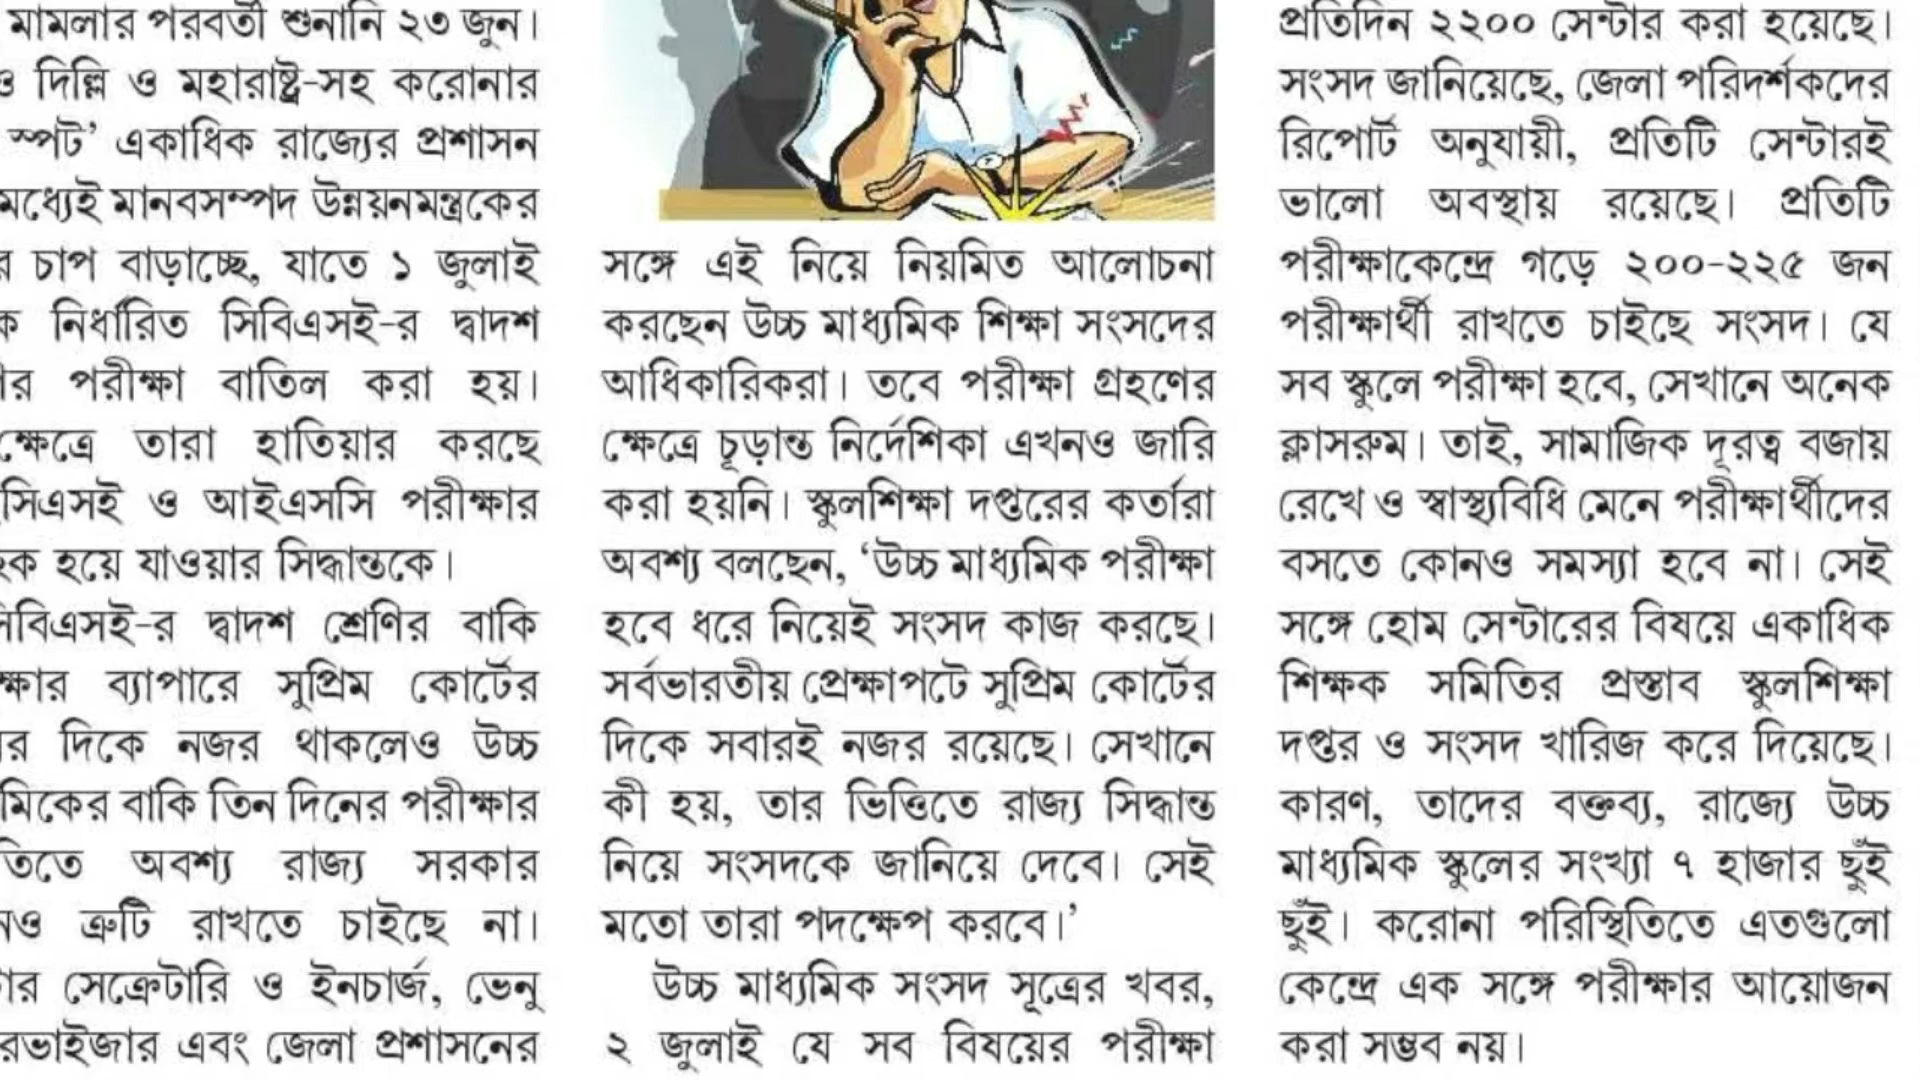 মামলার পরবর্তী শুনানি ২৩ জুন।
ও দিল্লি ও মহারাষ্ট্র-সহ করোনার
স্পট’ একাধিক রাজ্যের প্রশাসন
মধ্যেই মানবসম্পদ উন্নয়নমন্ত্রকের
র চাপ বাড়াচ্ছে, যাতে ১ জুলাই
ক নির্ধারিত সিবিএসই-র দ্বাদশ
র পরীক্ষা বাতিল করা হয়।
ক্ষেত্রে তারা হাতিয়ার করছে
সিএসই ও আইএসসি পরীক্ষার
হয়ে যাওয়ার সিদ্ধান্তকে।
সিবিএসই-র দ্বাদশ শ্রেণির বাকি
ক্ষার ব্যাপারে সুপ্রিম কোর্টের
র দিকে নজর থাকলেও উচ্চ
মিকের বাকি তিন দিনের পরীক্ষার
তিতে অবশ্য রাজ্য সরকার
নও ত্রুটি রাখতে চাইছে না।
টার সেক্রেটারি ও ইনচার্জ, ভেনু
রভাইজার এবং জেলা প্রশাসনের
সঙ্গে এই নিয়ে নিয়মিত আলোচনা
করছেন উচ্চ মাধ্যমিক শিক্ষা সংসদের
আধিকারিকরা। তবে পরীক্ষা গ্রহণের
ক্ষেত্রে চূড়ান্ত নির্দেশিকা এখনও জারি
করা হয়নি। স্কুলশিক্ষা দপ্তরের কর্তারা
অবশ্য বলছেন, ‘উচ্চ মাধ্যমিক পরীক্ষা
হবে ধরে নিয়েই সংসদ কাজ করছে।
সর্বভারতীয় প্রেক্ষাপটে সুপ্রিম কোর্টের
দিকে সবারই নজর রয়েছে। সেখানে
কী হয়, তার ভিত্তিতে রাজ্য সিদ্ধান্ত
নিয়ে সংসদকে জানিয়ে দেবে। সেই
মতো তারা পদক্ষেপ করবে।’
উচ্চ মাধ্যমিক সংসদ সূত্রের খবর,
২ জুলাই যে সব বিষয়ের পরীক্ষা
প্রতিদিন ২২০০ সেন্টার করা হয়েছে।
সংসদ জানিয়েছে, জেলা পরিদর্শকদের
রিপোর্ট অনুযায়ী, প্রতিটি সেন্টারই
ভালো অবস্থায় রয়েছে। প্রতিটি
পরীক্ষাকেন্দ্রে গড়ে ২০০-২২৫ জন
পরীক্ষার্থী রাখতে চাইছে সংসদ। যে
সব স্কুলে পরীক্ষা হবে, সেখানে অনেক
ক্লাসরুম। তাই, সামাজিক দূরত্ব বজায়
রেখে ও স্বাস্থ্যবিধি মেনে পরীক্ষার্থীদের
বসতে কোনও সমস্যা হবে না। সেই
সঙ্গে হোম সেন্টারের বিষয়ে একাধিক
শিক্ষক সমিতির প্রস্তাব স্কুলশিক্ষা
দপ্তর ও সংসদ খারিজ করে দিয়েছে।
কারণ, তাদের বক্তব্য, রাজ্যে উচ্চ
মাধ্যমিক স্কুলের সংখ্যা ৭ হাজার ছুঁই
ছুঁই। করোনা পরিস্থিতিতে এতগুলো
কেন্দ্রে এক সঙ্গে পরীক্ষার আয়োজন
করা সম্ভব নয়।